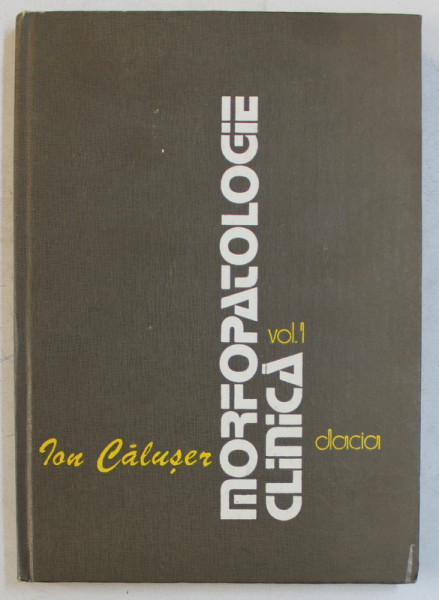 Ion Călușer
MORFOPATOLOGIE
CLINICĂ
vol. 1
dacia